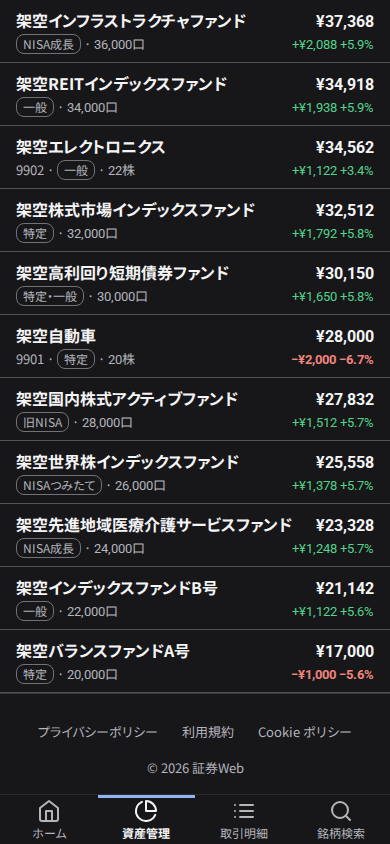 架空インフラストラクチャファンド ¥37,368
NISA成長 · 36,000口 +¥2,088 +5.9%
架空REITインデックスファンド ¥34,918
一般 · 34,000口 +¥1,938 +5.9%
架空エレクトロニクス ¥34,562
9902 · 一般 · 22株 +¥1,122 +3.4%
架空株式市場インデックスファンド ¥32,512
特定 · 32,000口 +¥1,792 +5.8%
架空高利回り短期債券ファンド ¥30,150
特定・一般 · 30,000口 +¥1,650 +5.8%
架空自動車 ¥28,000
9901 · 特定 · 20株 −¥2,000 −6.7%
架空国内株式アクティブファンド ¥27,832
旧NISA · 28,000口 +¥1,512 +5.7%
架空世界株インデックスファンド ¥25,558
NISAつみたて · 26,000口 +¥1,378 +5.7%
架空先進地域医療介護サービスファンド ¥23,328
NISA成長 · 24,000口 +¥1,248 +5.7%
架空インデックスファンドB号 ¥21,142
一般 · 22,000口 +¥1,122 +5.6%
架空バランスファンドA号 ¥17,000
特定 · 20,000口 −¥1,000 −5.6%
プライバシーポリシー 利用規約 Cookie ポリシー
© 2026 証券Web
ホーム 資産管理 取引明細 銘柄検索